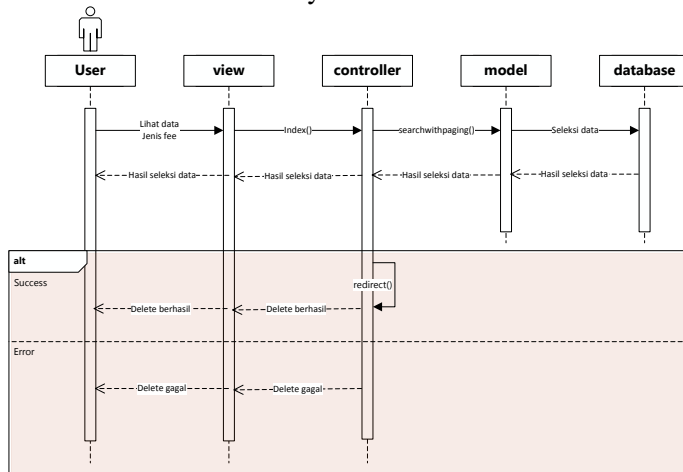 User
view
controller
model
database
Lihat data
Jenis fee
Index()
searchwithpaging()
Seleksi data
Hasil seleksi data
Hasil seleksi data
Hasil seleksi data
Hasil seleksi data
alt
Success
redirect()
Delete berhasil
Delete berhasil
Error
Delete gagal
Delete gagal